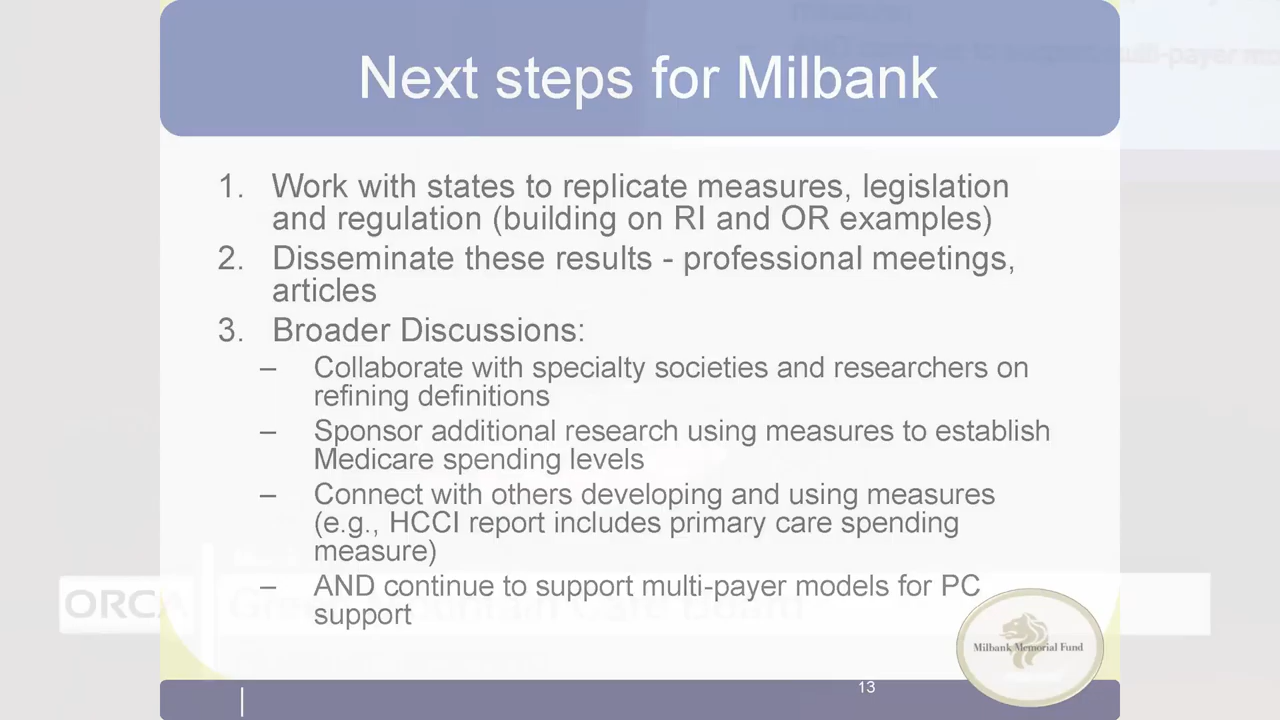 Next steps for Milbank
1. Work with states to replicate measures, legislation
and regulation (building on RI and OR examples)
2. Disseminate these results - professional meetings,
articles
3. Broader Discussions:
– Collaborate with specialty societies and researchers on
refining definitions
– Sponsor additional research using measures to establish
Medicare spending levels
– Connect with others developing and using measures
(e.g., HCCI report includes primary care spending
measure)
– AND continue to support multi-payer models for PC
support
ORCA
Milbank Memorial Fund
13